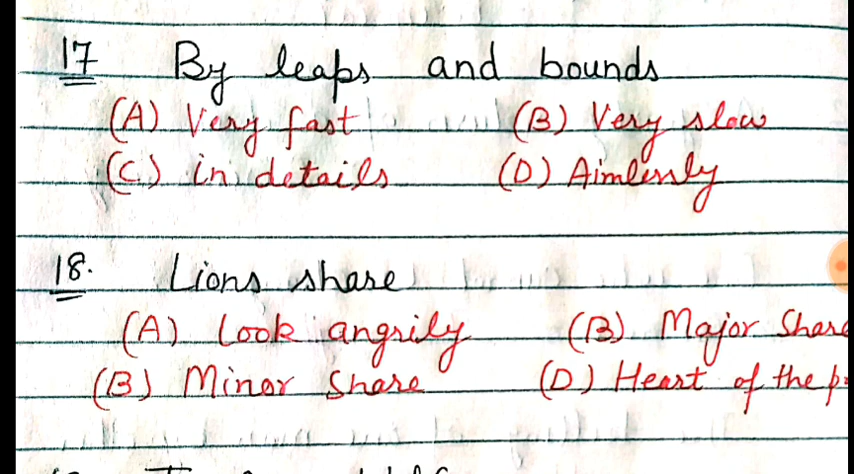 17 By leaps and bounds
(A) Very fast (B) Very slow
(C) in details (D) Aimlessly
18. Lions share
(A) Look angrily (B) Major Share
(B) Minor Share (D) Heart of the